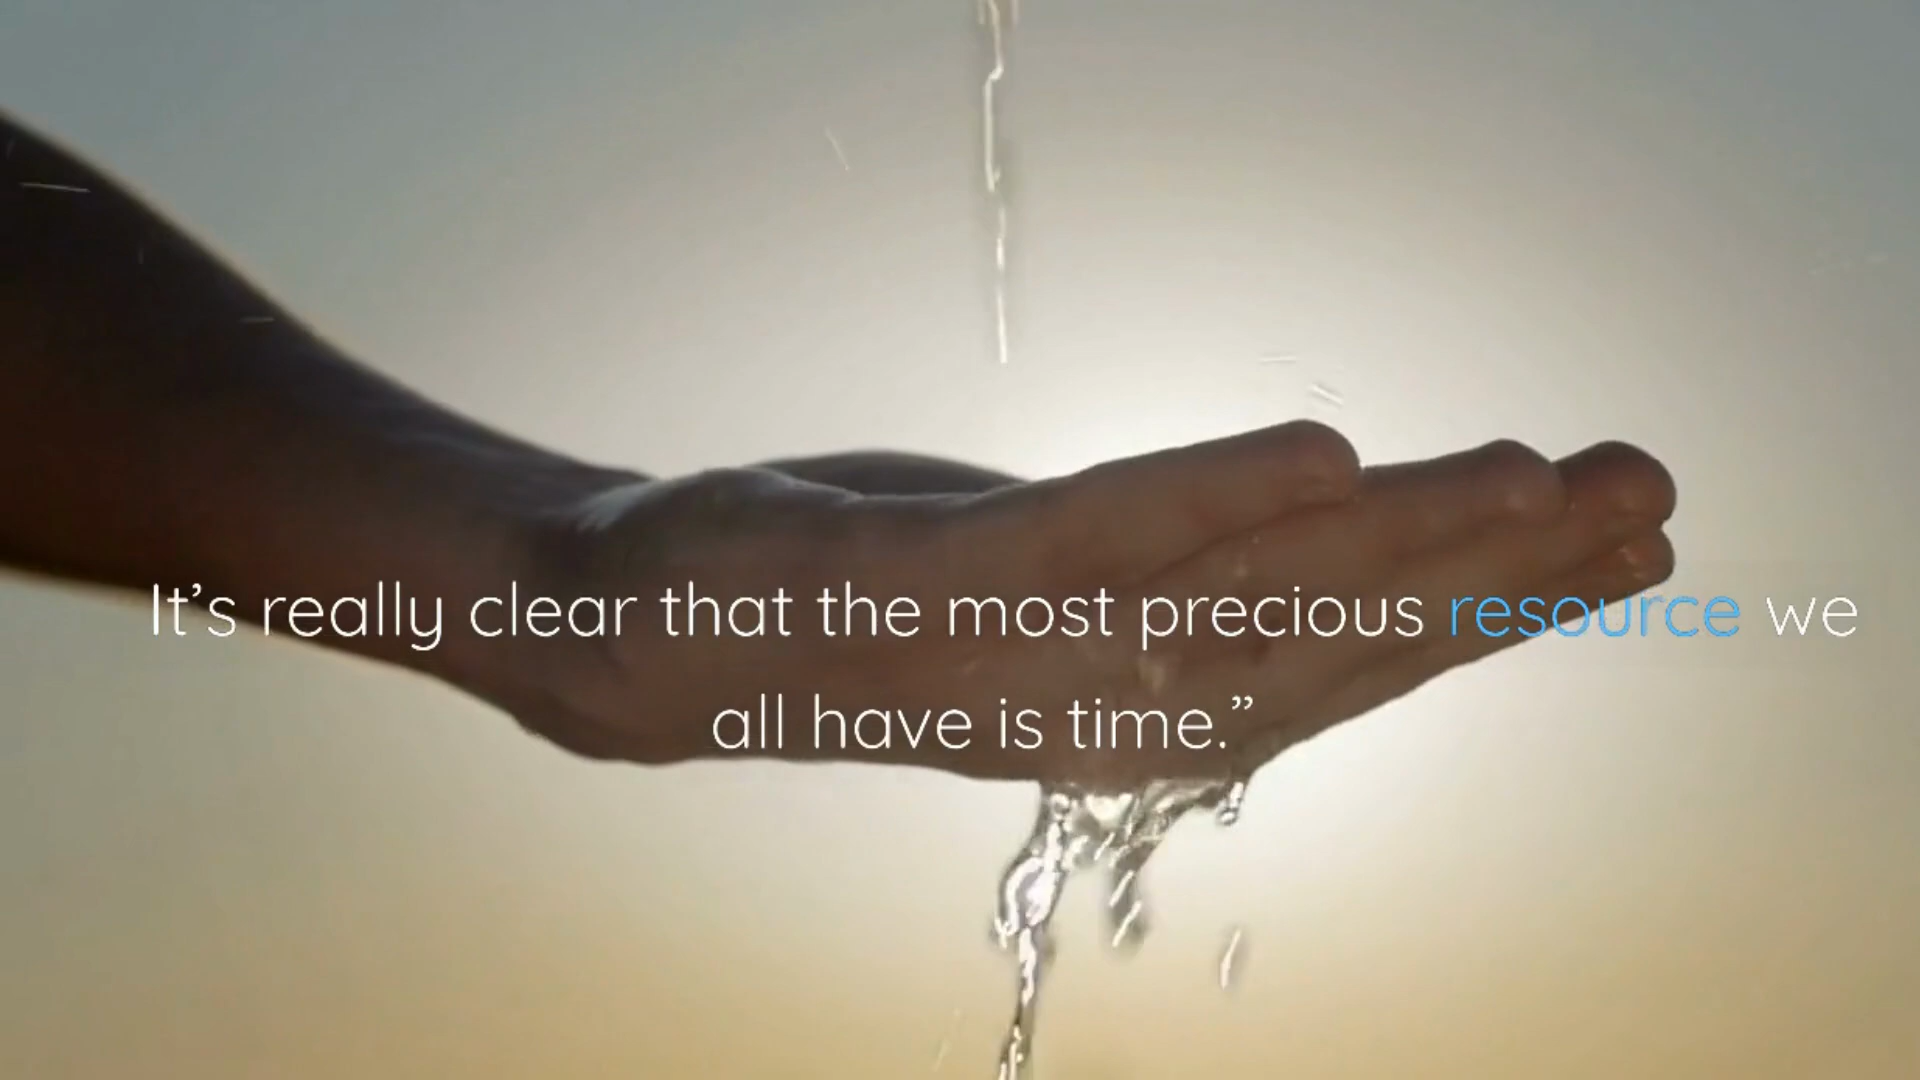 It’s really clear that the most precious resource we
all have is time.”